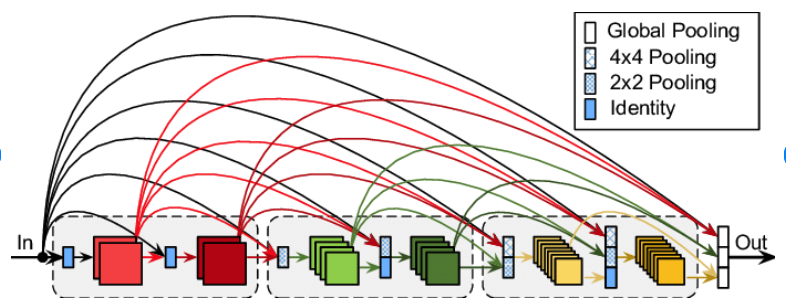 Global Pooling
4x4 Pooling
2x2 Pooling
Identity
In
Out